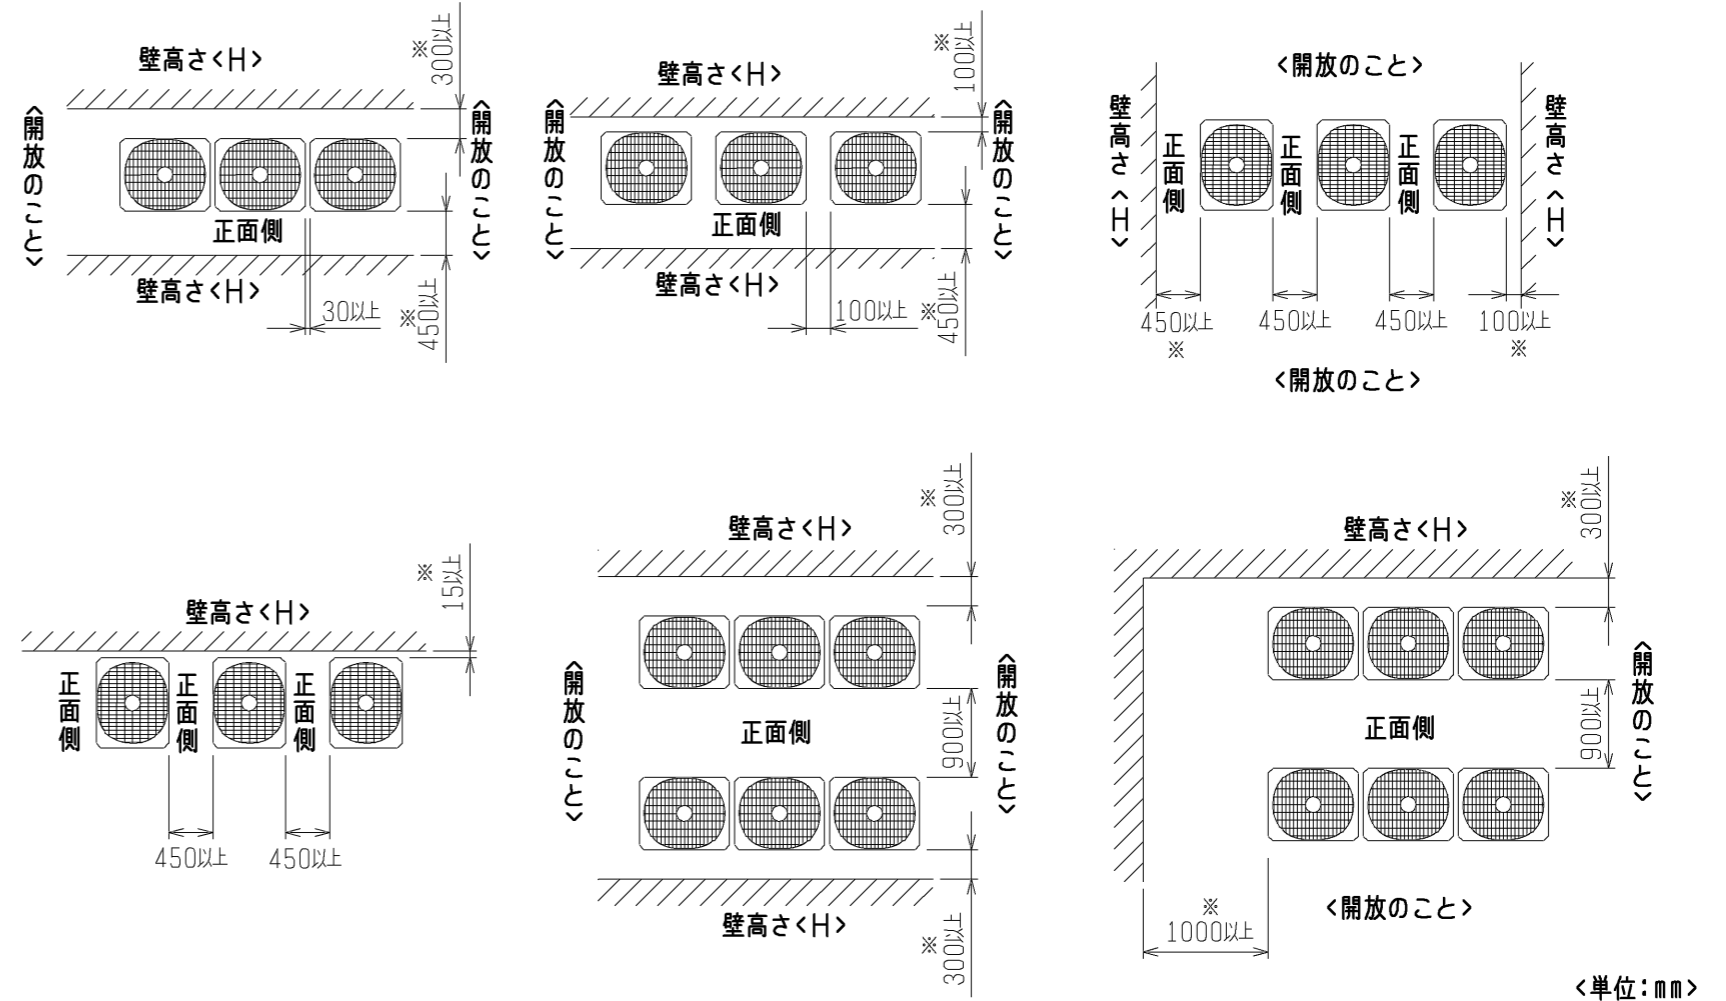 壁高さ<H>
※
300以上
<開放のこと>
<開放のこと>
正面側
壁高さ<H>
30以上
※
450以上
壁高さ<H>
※
100以上
<開放のこと>
<開放のこと>
正面側
壁高さ<H>
100以上
※
450以上
<開放のこと>
壁高さ<H>
壁高さ<H>
正面側
正面側
正面側
450以上
※
450以上
450以上
100以上
※
<開放のこと>
壁高さ<H>
※
15以上
正面側
正面側
正面側
450以上
450以上
壁高さ<H>
※
300以上
<開放のこと>
<開放のこと>
正面側
900以上
壁高さ<H>
※
300以上
壁高さ<H>
※
300以上
<開放のこと>
正面側
900以上
※
1000以上
<開放のこと>
<単位:mm>